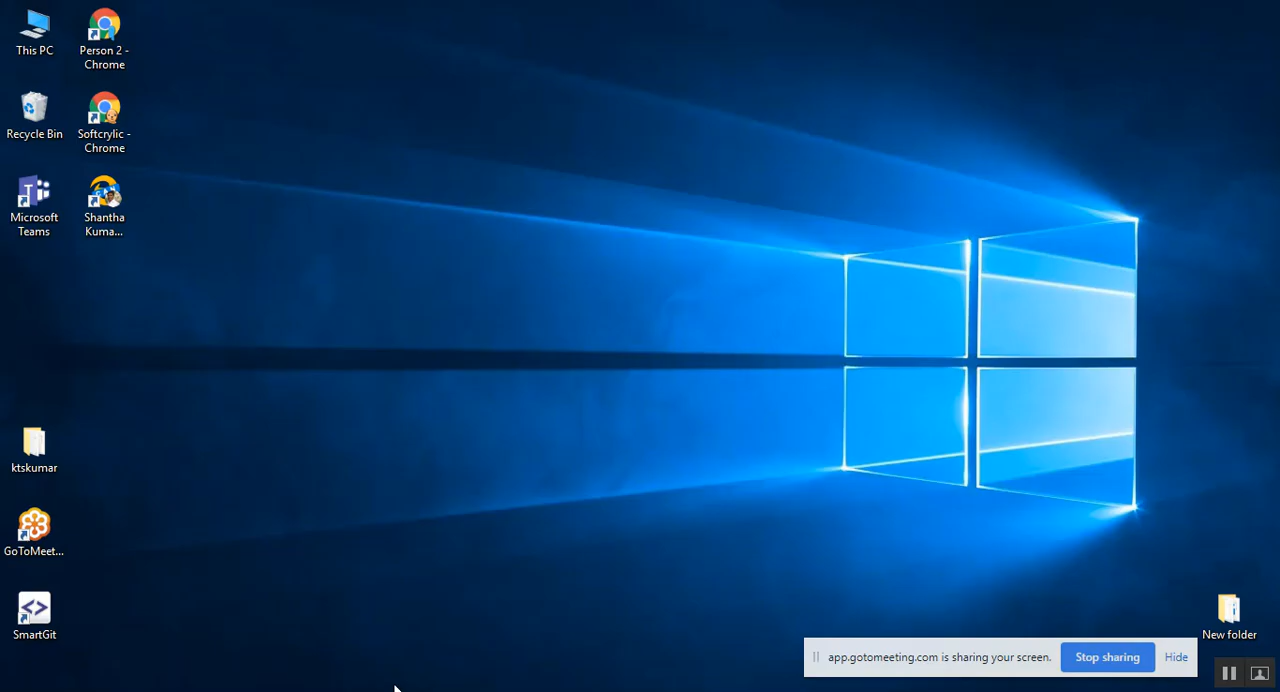 This PC
Person 2 -
Chrome
Recycle Bin
Softcrylic -
Chrome
Microsoft
Teams
Shantha
Kuma...
ktskumar
GoToMeet...
SmartGit
New folder
app.gotomeeting.com is sharing your screen.
Stop sharing
Hide